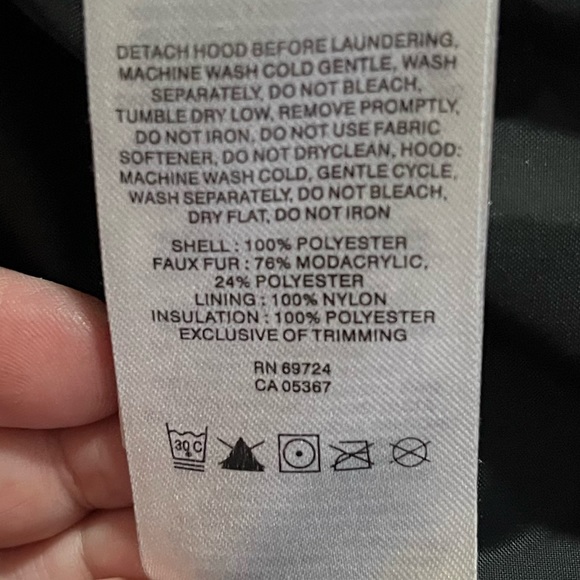 DETACH HOOD BEFORE LAUNDERING,
MACHINE WASH COLD GENTLE, WASH
SEPARATELY, DO NOT BLEACH,
TUMBLE DRY LOW, REMOVE PROMPTLY,
DO NOT IRON, DO NOT USE FABRIC
SOFTENER, DO NOT DRYCLEAN, HOOD:
MACHINE WASH COLD, GENTLE CYCLE,
WASH SEPARATELY, DO NOT BLEACH,
DRY FLAT, DO NOT IRON
SHELL : 100% POLYESTER
FAUX FUR : 76% MODACRYLIC,
24% POLYESTER
LINING : 100% NYLON
INSULATION : 100% POLYESTER
EXCLUSIVE OF TRIMMING
RN 69724
CA 05367
30 C